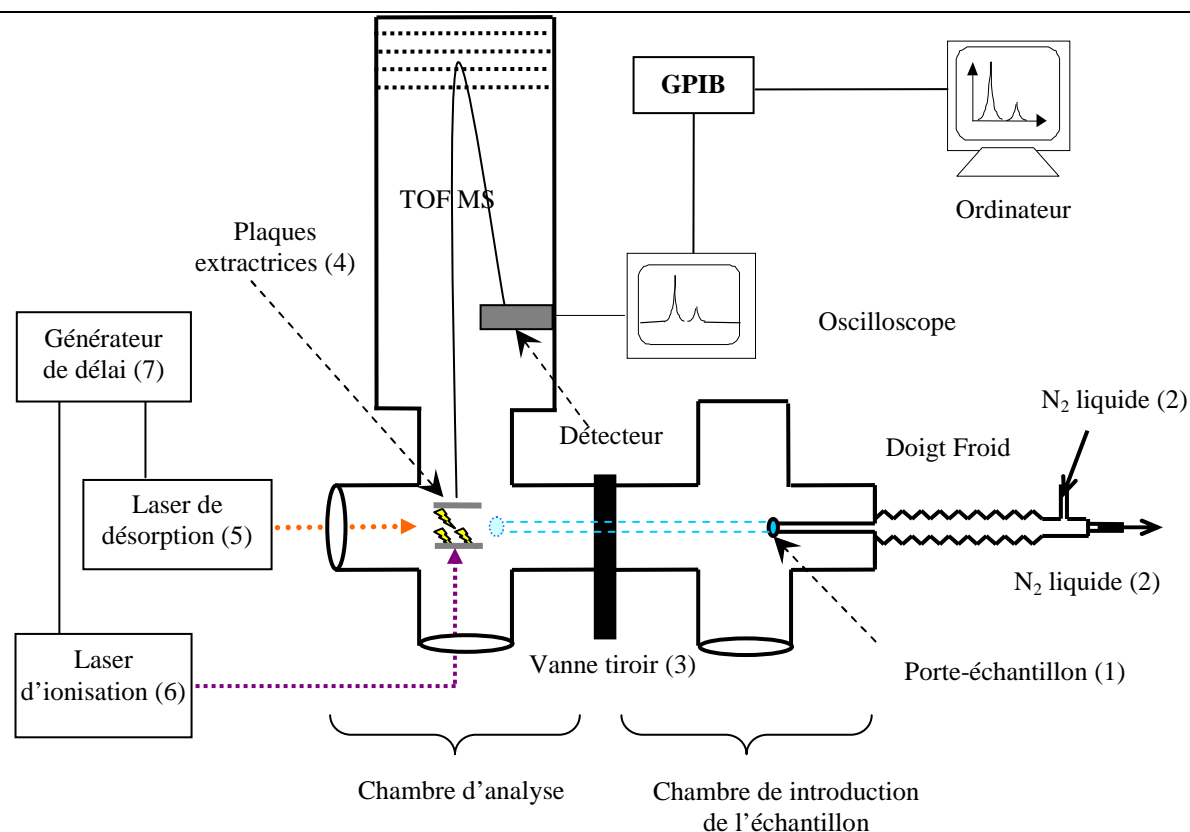 GPIB
TOF MS
Ordinateur
Plaques
extractrices (4)
Oscilloscope
Générateur
de délai (7)
N₂ liquide (2)
Détecteur
Doigt Froid
Laser de
désorption (5)
N₂ liquide (2)
Laser
d’ionisation (6)
Vanne tiroir (3)
Porte-échantillon (1)
Chambre d’analyse
Chambre de introduction
de l’échantillon